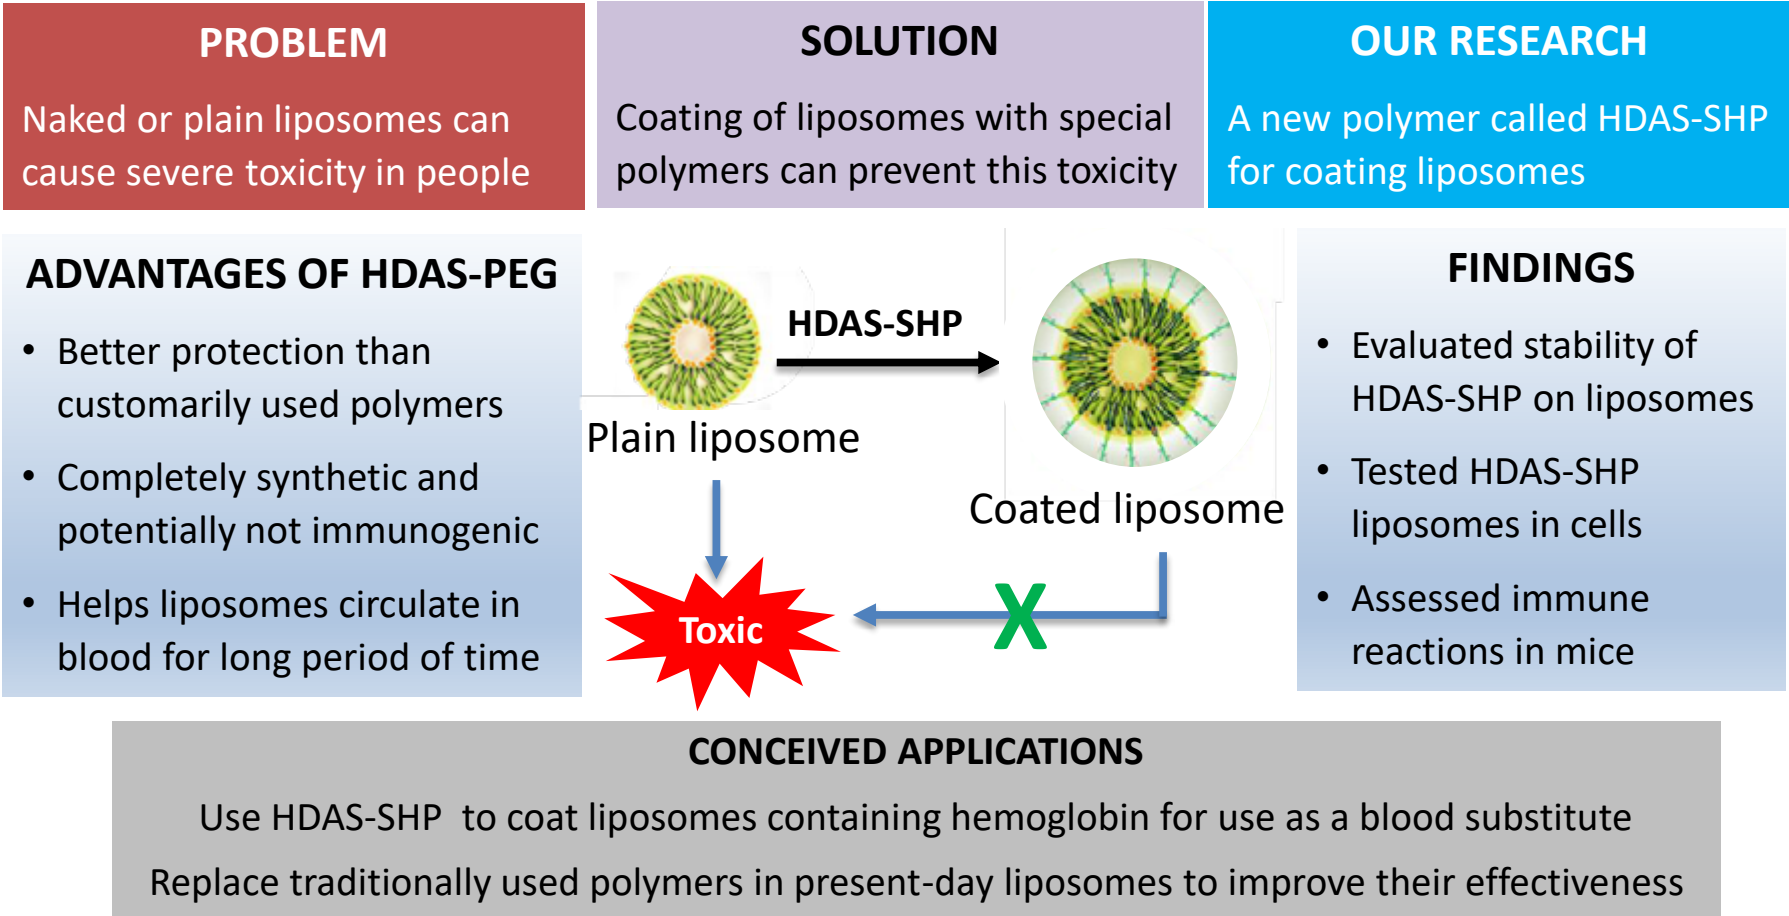 PROBLEM
Naked or plain liposomes can
cause severe toxicity in people
SOLUTION
Coating of liposomes with special
polymers can prevent this toxicity
OUR RESEARCH
A new polymer called HDAS-SHP
for coating liposomes
ADVANTAGES OF HDAS-PEG
• Better protection than
customarily used polymers
• Completely synthetic and
potentially not immunogenic
• Helps liposomes circulate in
blood for long period of time
HDAS-SHP
Plain liposome
Coated liposome
Toxic
X
FINDINGS
• Evaluated stability of
HDAS-SHP on liposomes
• Tested HDAS-SHP
liposomes in cells
• Assessed immune
reactions in mice
CONCEIVED APPLICATIONS
Use HDAS-SHP to coat liposomes containing hemoglobin for use as a blood substitute
Replace traditionally used polymers in present-day liposomes to improve their effectiveness